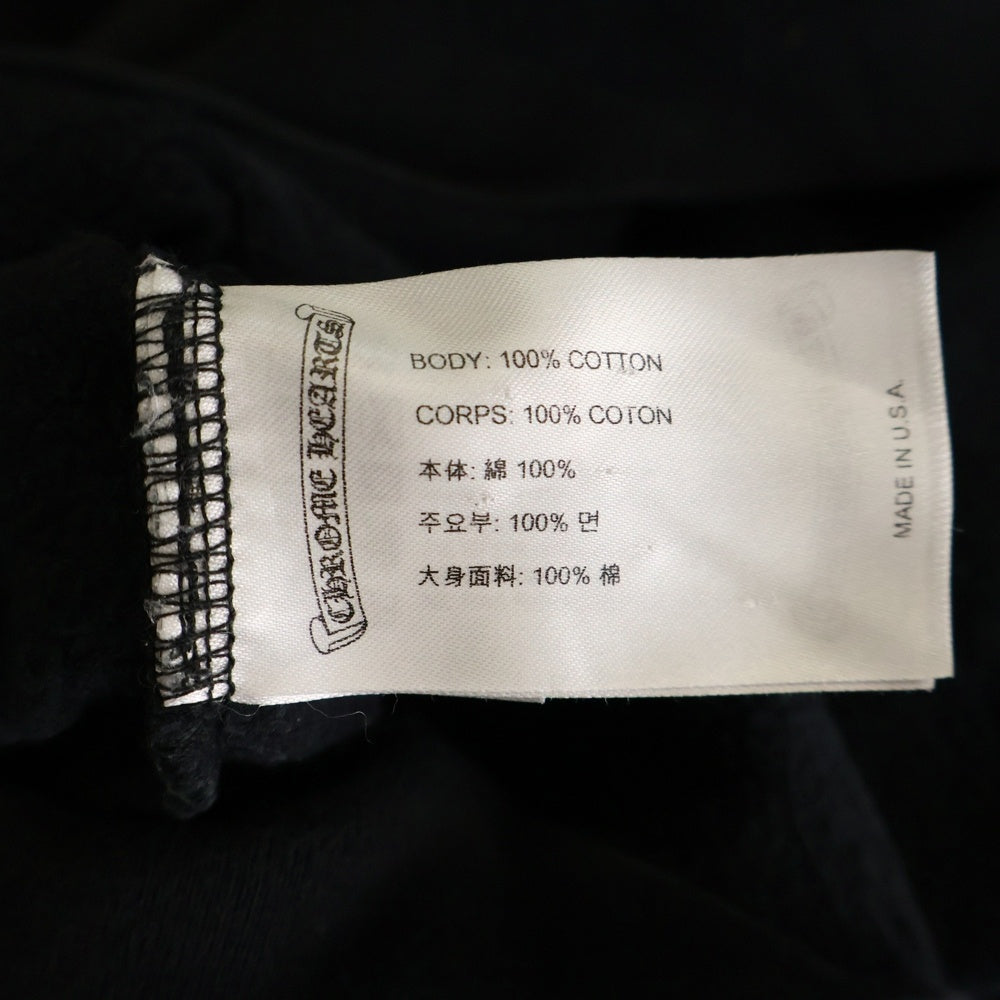 CHROME HEARTS
BODY: 100% COTTON
CORPS: 100% COTON
本体: 綿 100%
주요부: 100% 면
大身面料: 100% 棉
MADE IN U.S.A.